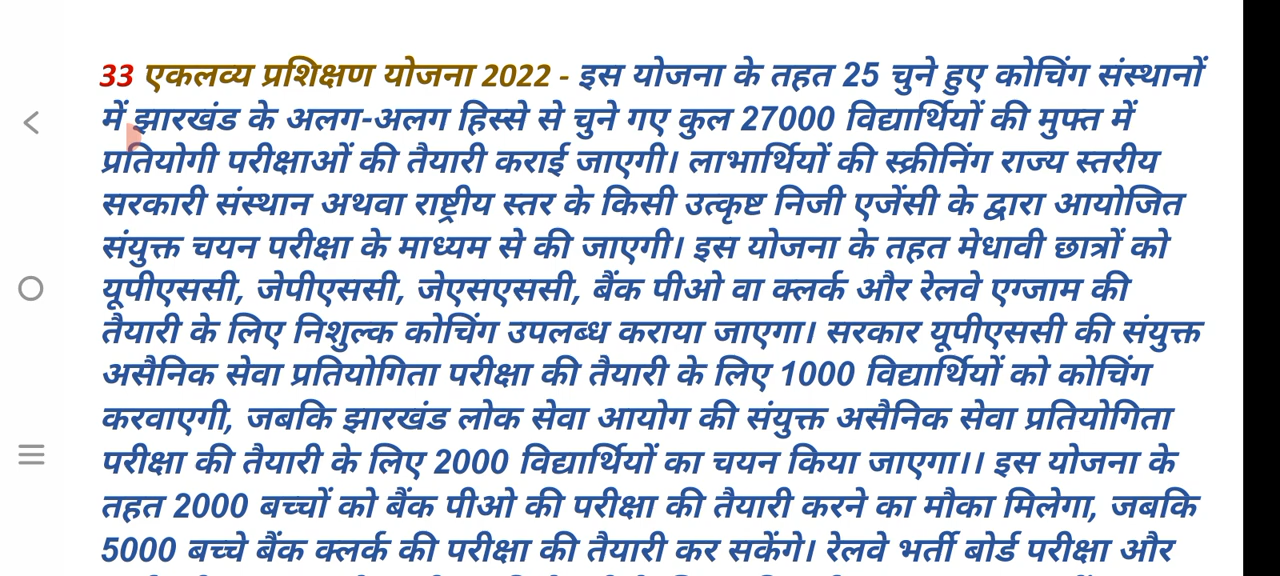 33 एकलव्य प्रशिक्षण योजना 2022 - इस योजना के तहत 25 चुने हुए कोचिंग संस्थानों
में झारखंड के अलग-अलग हिस्से से चुने गए कुल 27000 विद्यार्थियों की मुफ्त में
प्रतियोगी परीक्षाओं की तैयारी कराई जाएगी। लाभार्थियों की स्क्रीनिंग राज्य स्तरीय
सरकारी संस्थान अथवा राष्ट्रीय स्तर के किसी उत्कृष्ट निजी एजेंसी के द्वारा आयोजित
संयुक्त चयन परीक्षा के माध्यम से की जाएगी। इस योजना के तहत मेधावी छात्रों को
यूपीएससी, जेपीएससी, जेएसएससी, बैंक पीओ वा क्लर्क और रेलवे एग्जाम की
तैयारी के लिए निशुल्क कोचिंग उपलब्ध कराया जाएगा। सरकार यूपीएससी की संयुक्त
असैनिक सेवा प्रतियोगिता परीक्षा की तैयारी के लिए 1000 विद्यार्थियों को कोचिंग
करवाएगी, जबकि झारखंड लोक सेवा आयोग की संयुक्त असैनिक सेवा प्रतियोगिता
परीक्षा की तैयारी के लिए 2000 विद्यार्थियों का चयन किया जाएगा।। इस योजना के
तहत 2000 बच्चों को बैंक पीओ की परीक्षा की तैयारी करने का मौका मिलेगा, जबकि
5000 बच्चे बैंक क्लर्क की परीक्षा की तैयारी कर सकेंगे। रेलवे भर्ती बोर्ड परीक्षा और